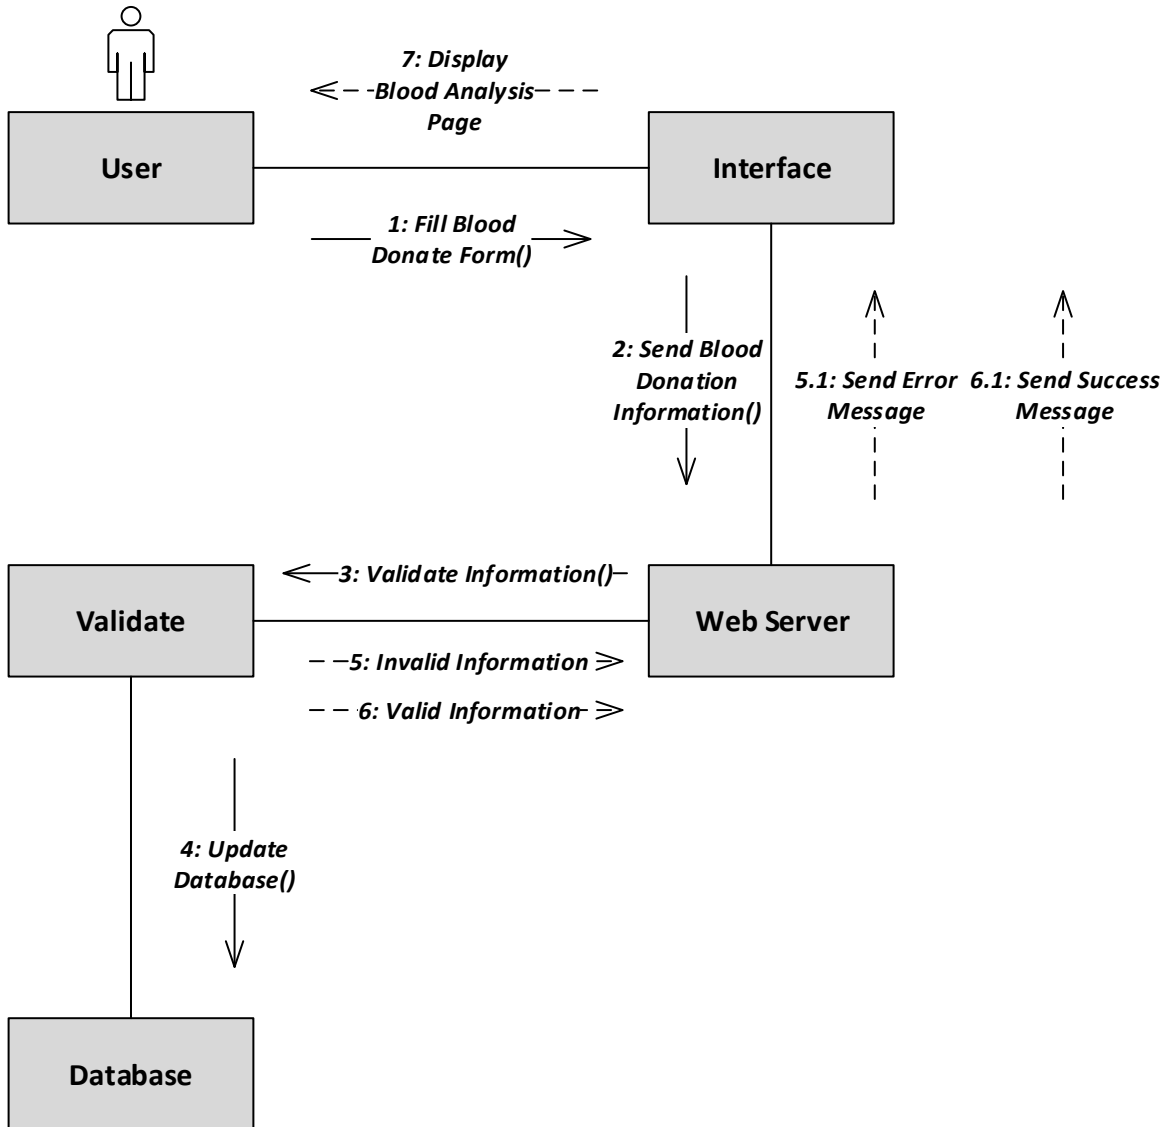 7: Display
Blood Analysis
Page
User
Interface
1: Fill Blood
Donate Form()
2: Send Blood
Donation
Information()
5.1: Send Error
Message
6.1: Send Success
Message
3: Validate Information()
Validate
Web Server
5: Invalid Information
6: Valid Information
4: Update
Database()
Database